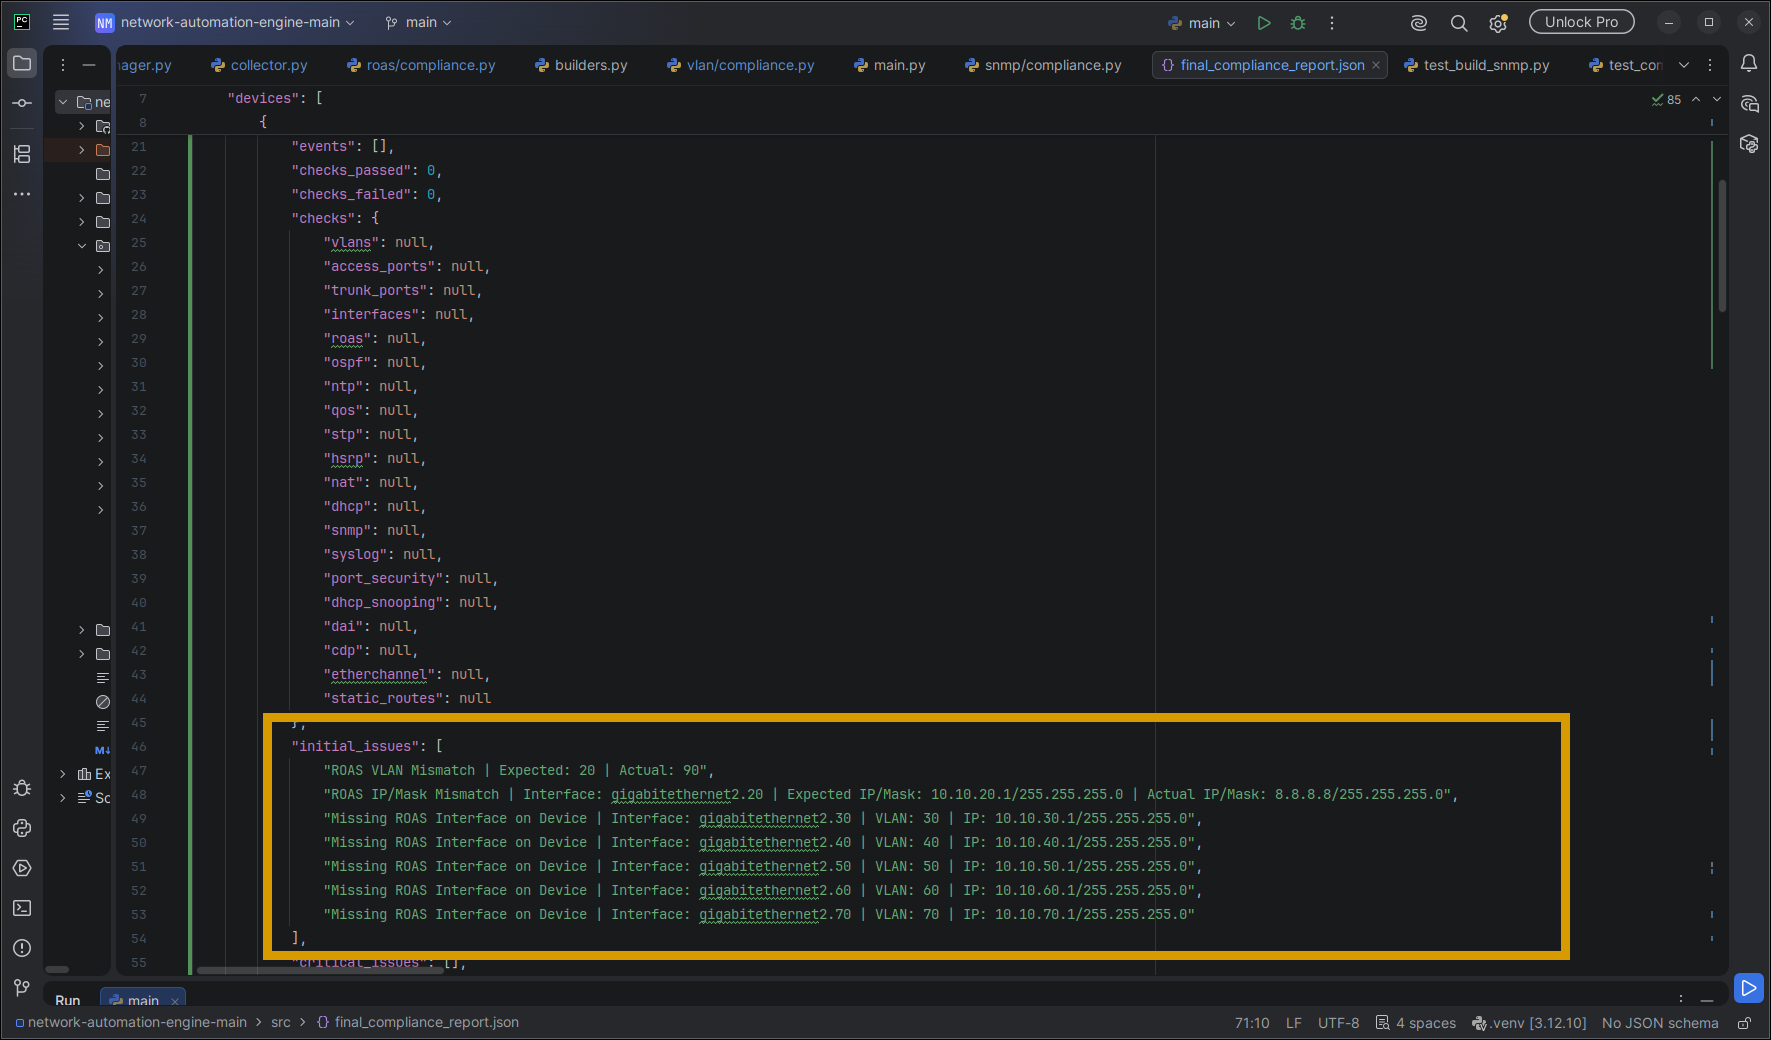 PC
NM network-automation-engine-main
main
main
Unlock Pro
ager.py
collector.py
roas/compliance.py
builders.py
vlan/compliance.py
main.py
snmp/compliance.py
{} final_compliance_report.json
test_build_snmp.py
test_con
ne
M↓
Ex
Sc
85
7 "devices": [
8 {
21 "events": [],
22 "checks_passed": 0,
23 "checks_failed": 0,
24 "checks": {
25 "vlans": null,
26 "access_ports": null,
27 "trunk_ports": null,
28 "interfaces": null,
29 "roas": null,
30 "ospf": null,
31 "ntp": null,
32 "qos": null,
33 "stp": null,
34 "hsrp": null,
35 "nat": null,
36 "dhcp": null,
37 "snmp": null,
38 "syslog": null,
39 "port_security": null,
40 "dhcp_snooping": null,
41 "dai": null,
42 "cdp": null,
43 "etherchannel": null,
44 "static_routes": null
45 },
46 "initial_issues": [
47 "ROAS VLAN Mismatch | Expected: 20 | Actual: 90",
48 "ROAS IP/Mask Mismatch | Interface: gigabitethernet2.20 | Expected IP/Mask: 10.10.20.1/255.255.255.0 | Actual IP/Mask: 8.8.8.8/255.255.255.0",
49 "Missing ROAS Interface on Device | Interface: gigabitethernet2.30 | VLAN: 30 | IP: 10.10.30.1/255.255.255.0",
50 "Missing ROAS Interface on Device | Interface: gigabitethernet2.40 | VLAN: 40 | IP: 10.10.40.1/255.255.255.0",
51 "Missing ROAS Interface on Device | Interface: gigabitethernet2.50 | VLAN: 50 | IP: 10.10.50.1/255.255.255.0",
52 "Missing ROAS Interface on Device | Interface: gigabitethernet2.60 | VLAN: 60 | IP: 10.10.60.1/255.255.255.0",
53 "Missing ROAS Interface on Device | Interface: gigabitethernet2.70 | VLAN: 70 | IP: 10.10.70.1/255.255.255.0"
54 ],
55 "critical_issues": [],
Run
main
network-automation-engine-main > src > {} final_compliance_report.json
71:10 LF UTF-8 4 spaces .venv [3.12.10] No JSON schema